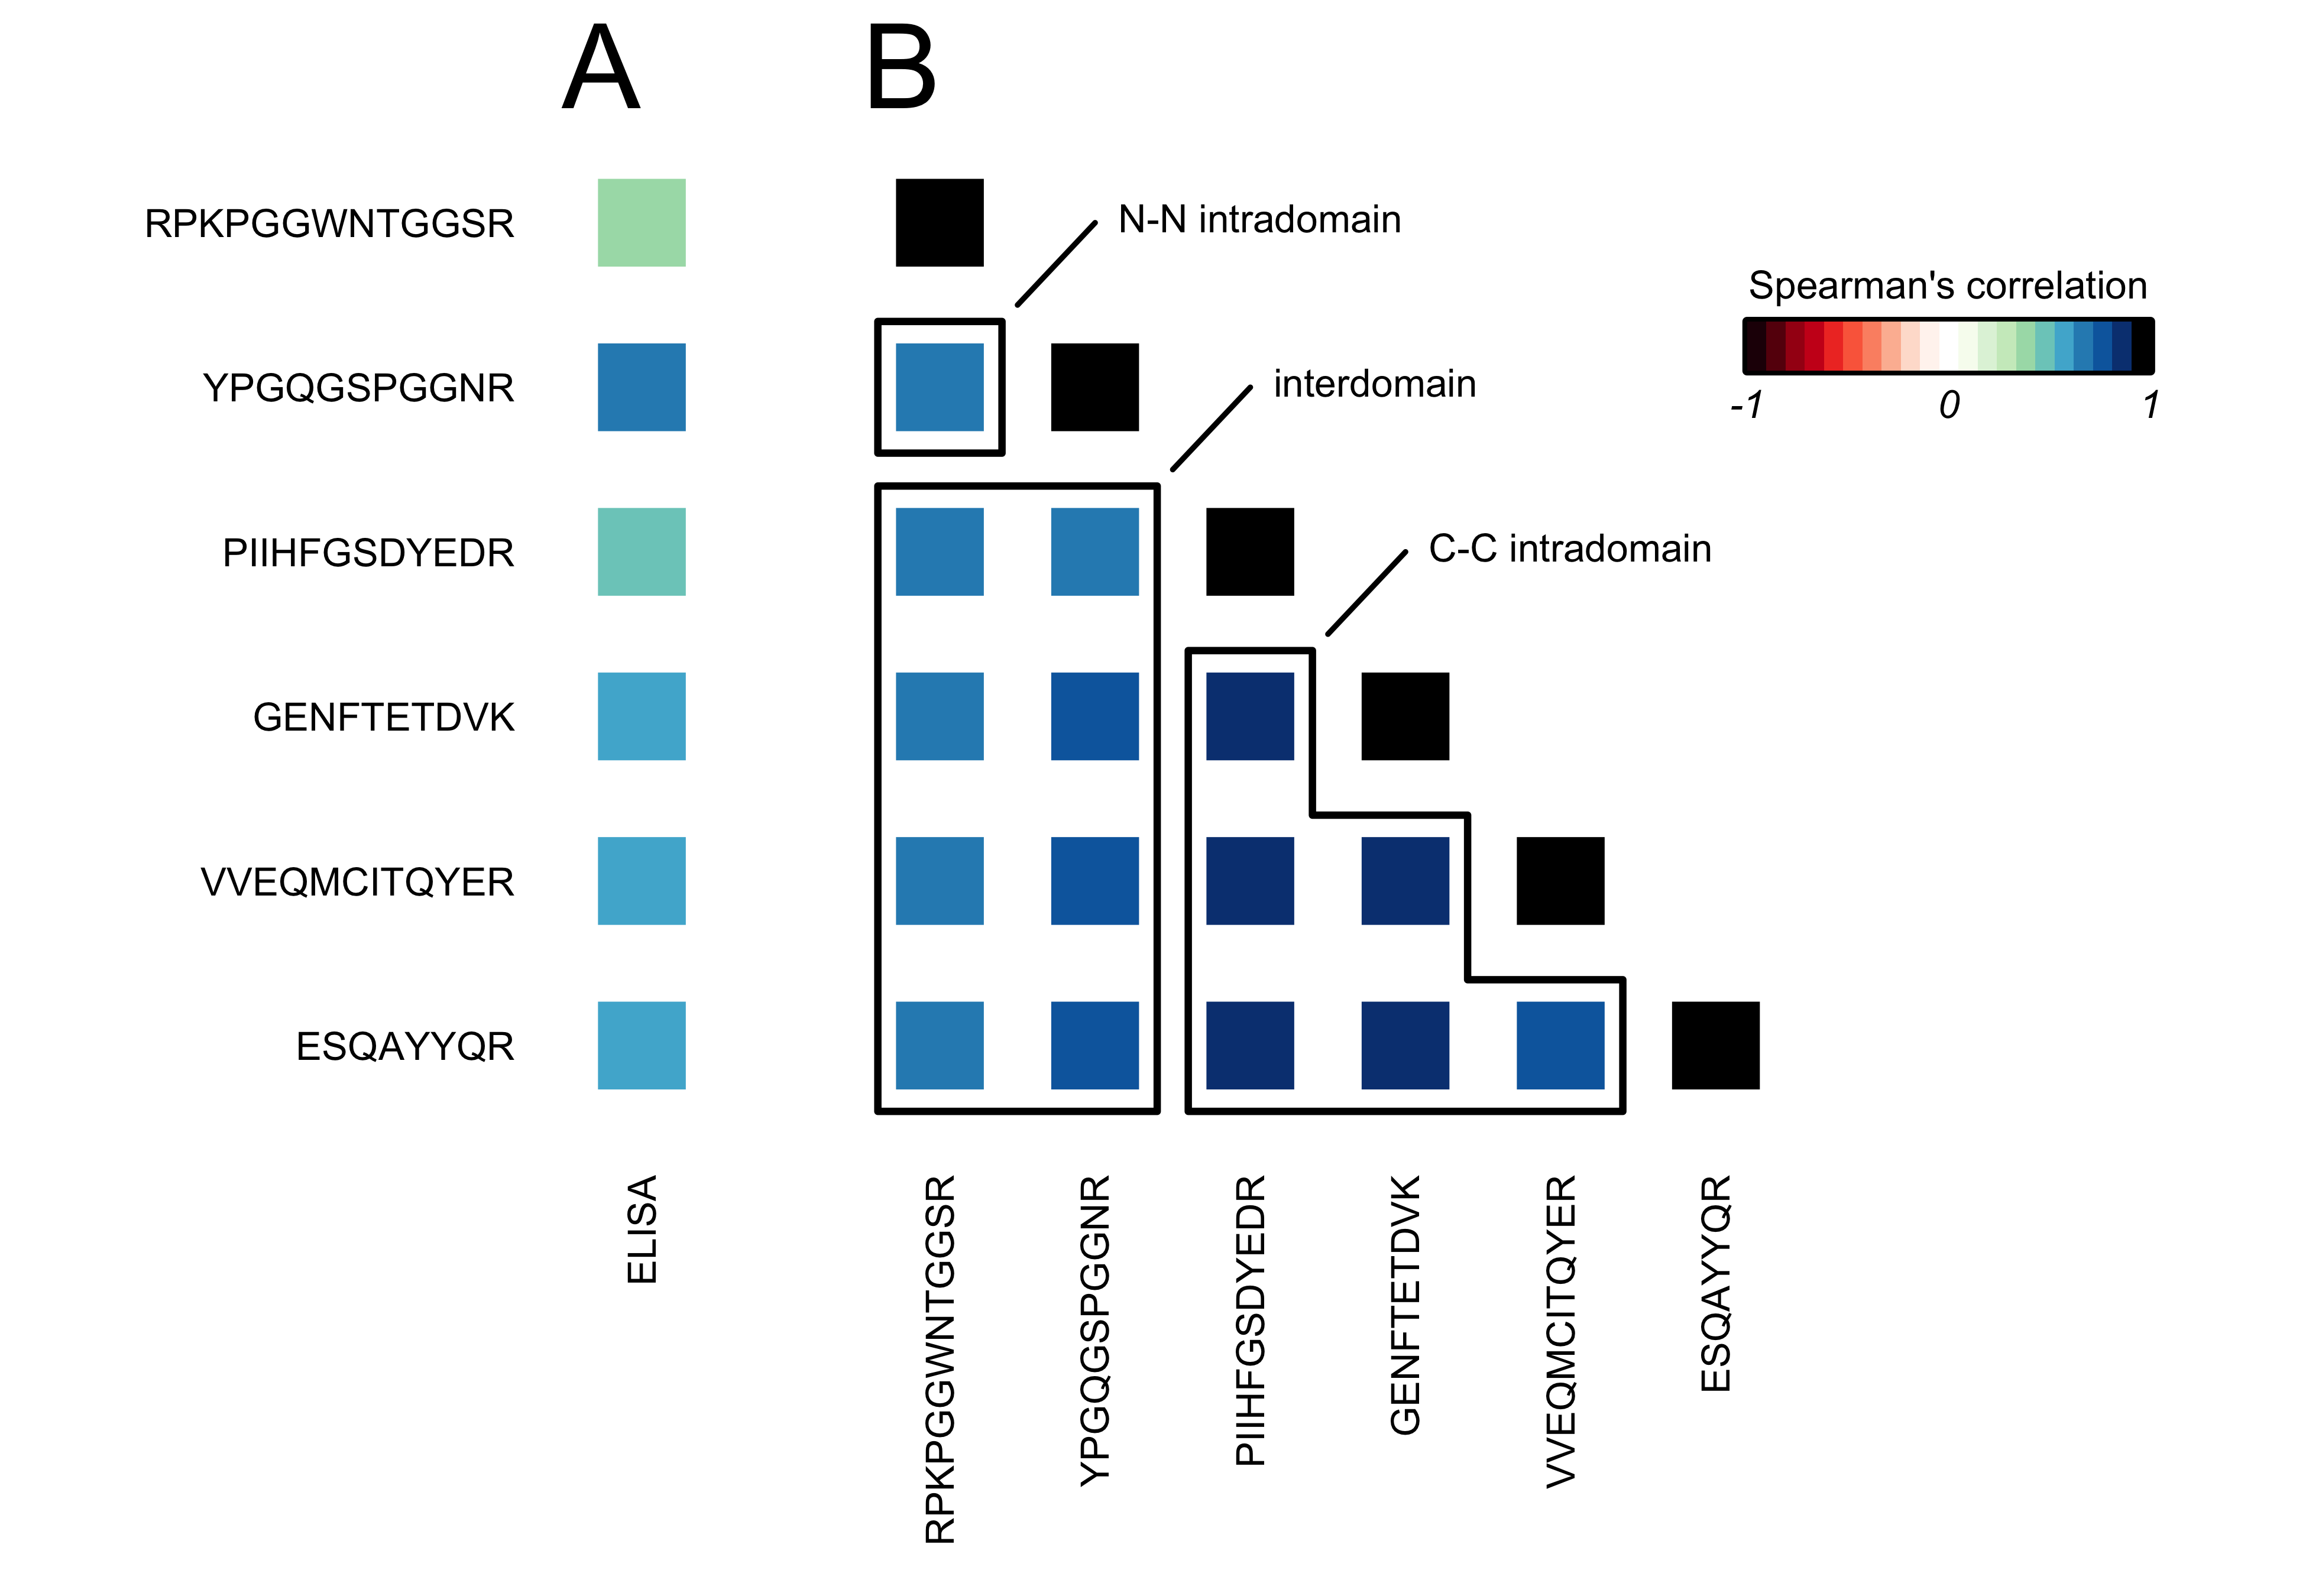 A B
RPKPGGWNTGGSR
N-N intradomain
YPGQGSPGGNR
interdomain
Spearman's correlation
-1 0 1
PIIHFGSDYEDR
C-C intradomain
GENFTETDVK
VVEQMCITQYER
ESQAYYQR
ELISA
RPKPGGWNTGGSR
YPGQGSPGGNR
PIIHFGSDYEDR
GENFTETDVK
VVEQMCITQYER
ESQAYYQR